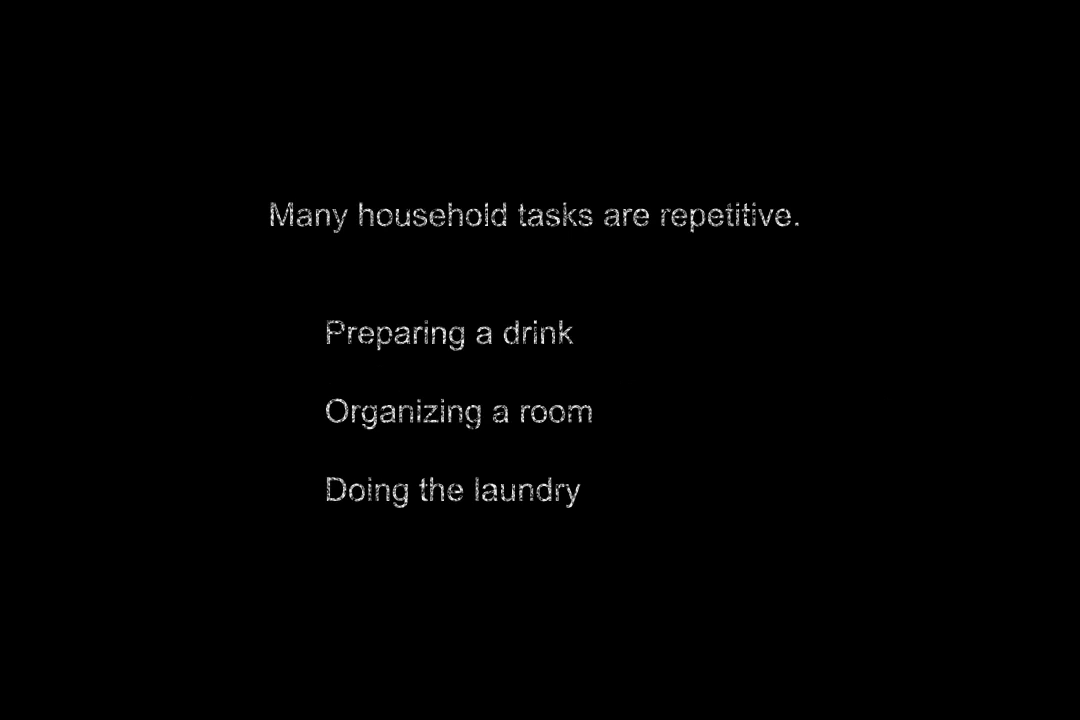 Many household tasks are repetitive.
Preparing a drink
Organizing a room
Doing the laundry